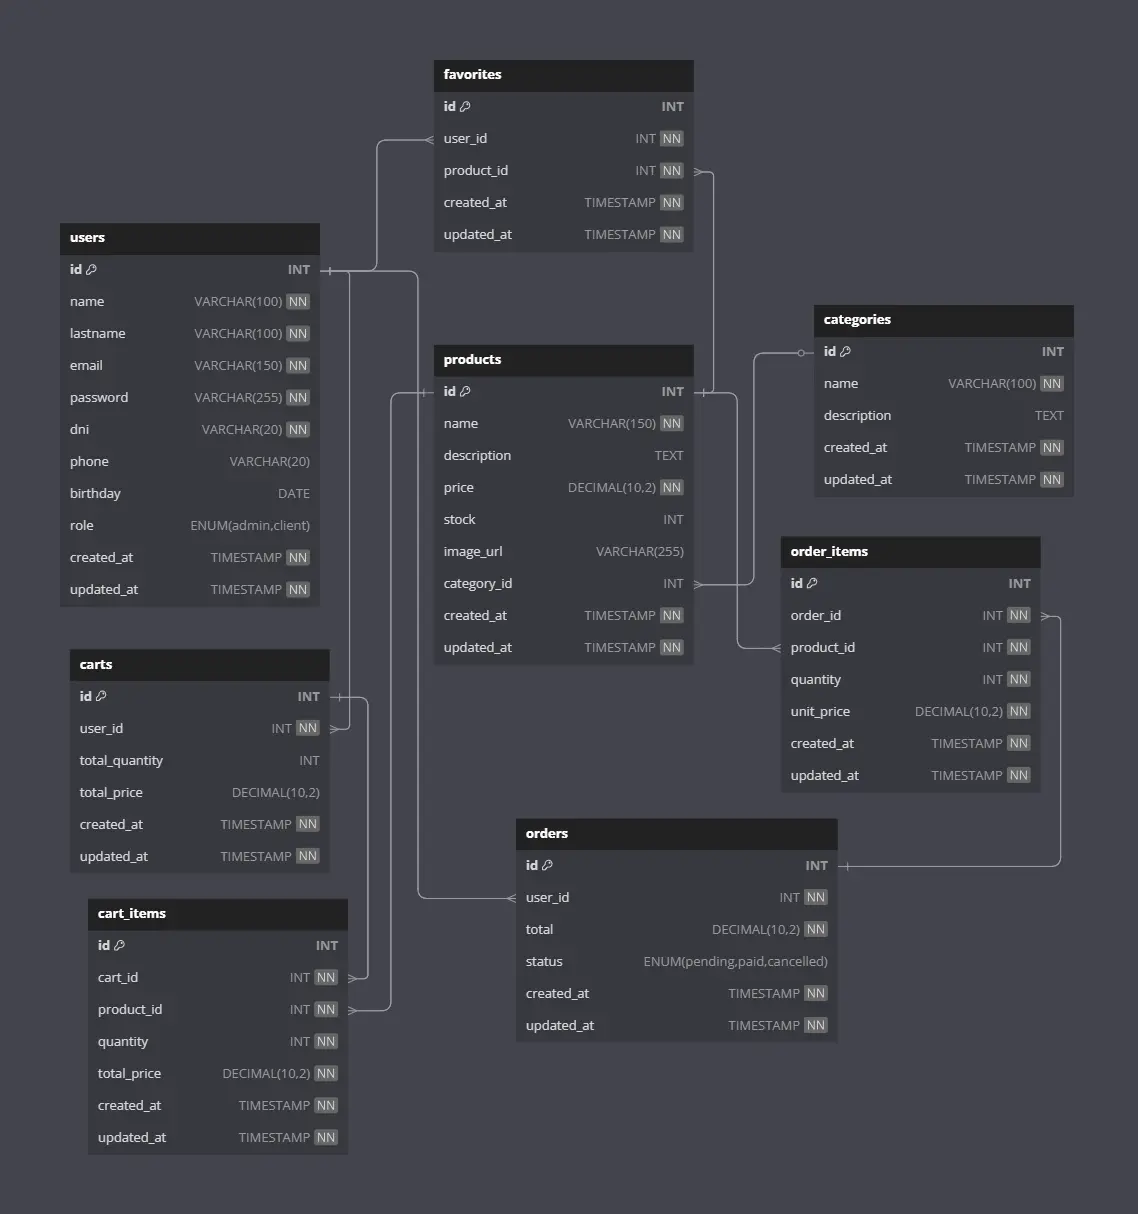 favorites
id INT
user_id INT NN
product_id INT NN
created_at TIMESTAMP NN
updated_at TIMESTAMP NN
users
id INT
name VARCHAR(100) NN
lastname VARCHAR(100) NN
email VARCHAR(150) NN
password VARCHAR(255) NN
dni VARCHAR(20) NN
phone VARCHAR(20)
birthday DATE
role ENUM(admin,client)
created_at TIMESTAMP NN
updated_at TIMESTAMP NN
products
id INT
name VARCHAR(150) NN
description TEXT
price DECIMAL(10,2) NN
stock INT
image_url VARCHAR(255)
category_id INT
created_at TIMESTAMP NN
updated_at TIMESTAMP NN
categories
id INT
name VARCHAR(100) NN
description TEXT
created_at TIMESTAMP NN
updated_at TIMESTAMP NN
order_items
id INT
order_id INT NN
product_id INT NN
quantity INT NN
unit_price DECIMAL(10,2) NN
created_at TIMESTAMP NN
updated_at TIMESTAMP NN
carts
id INT
user_id INT NN
total_quantity INT
total_price DECIMAL(10,2)
created_at TIMESTAMP NN
updated_at TIMESTAMP NN
orders
id INT
user_id INT NN
total DECIMAL(10,2) NN
status ENUM(pending,paid,cancelled)
created_at TIMESTAMP NN
updated_at TIMESTAMP NN
cart_items
id INT
cart_id INT NN
product_id INT NN
quantity INT NN
total_price DECIMAL(10,2) NN
created_at TIMESTAMP NN
updated_at TIMESTAMP NN